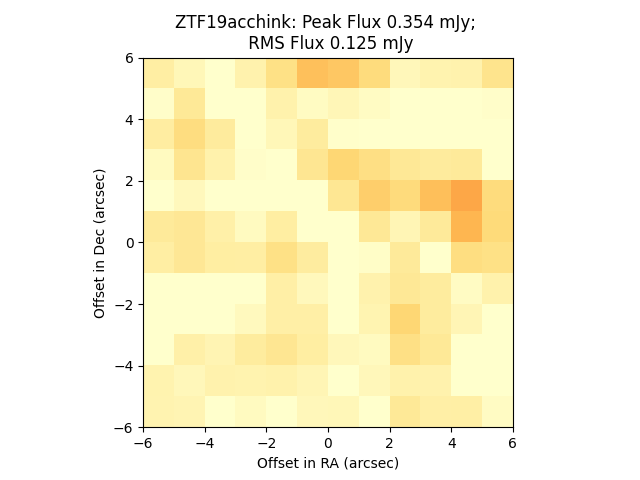 ZTF19acchink: Peak Flux 0.354 mJy;
RMS Flux 0.125 mJy
6
4
2
0
−2
−4
−6
Offset in Dec (arcsec)
−6 −4 −2 0 2 4 6
Offset in RA (arcsec)